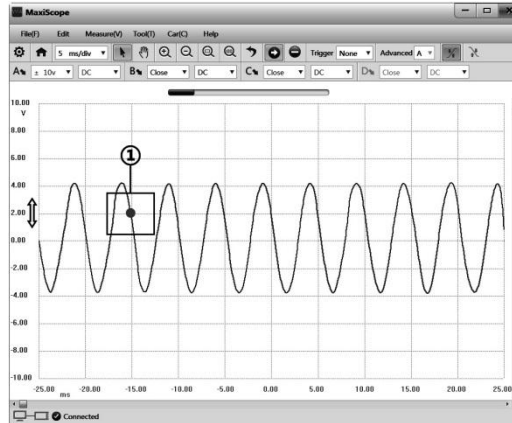 MaxiScope
File(F) Edit Measure(V) Tool(T) Car(C) Help
5 ms/div Trigger None Advanced A
A ± 10v DC B Close DC C Close DC D Close DC
10.00
V
8.00
6.00
①
4.00
2.00
0.00
-2.00
-4.00
-6.00
-8.00
-10.00
-25.00 -20.00 -15.00 -10.00 -5.00 0.00 5.00 10.00 15.00 20.00 25.00
ms
Connected